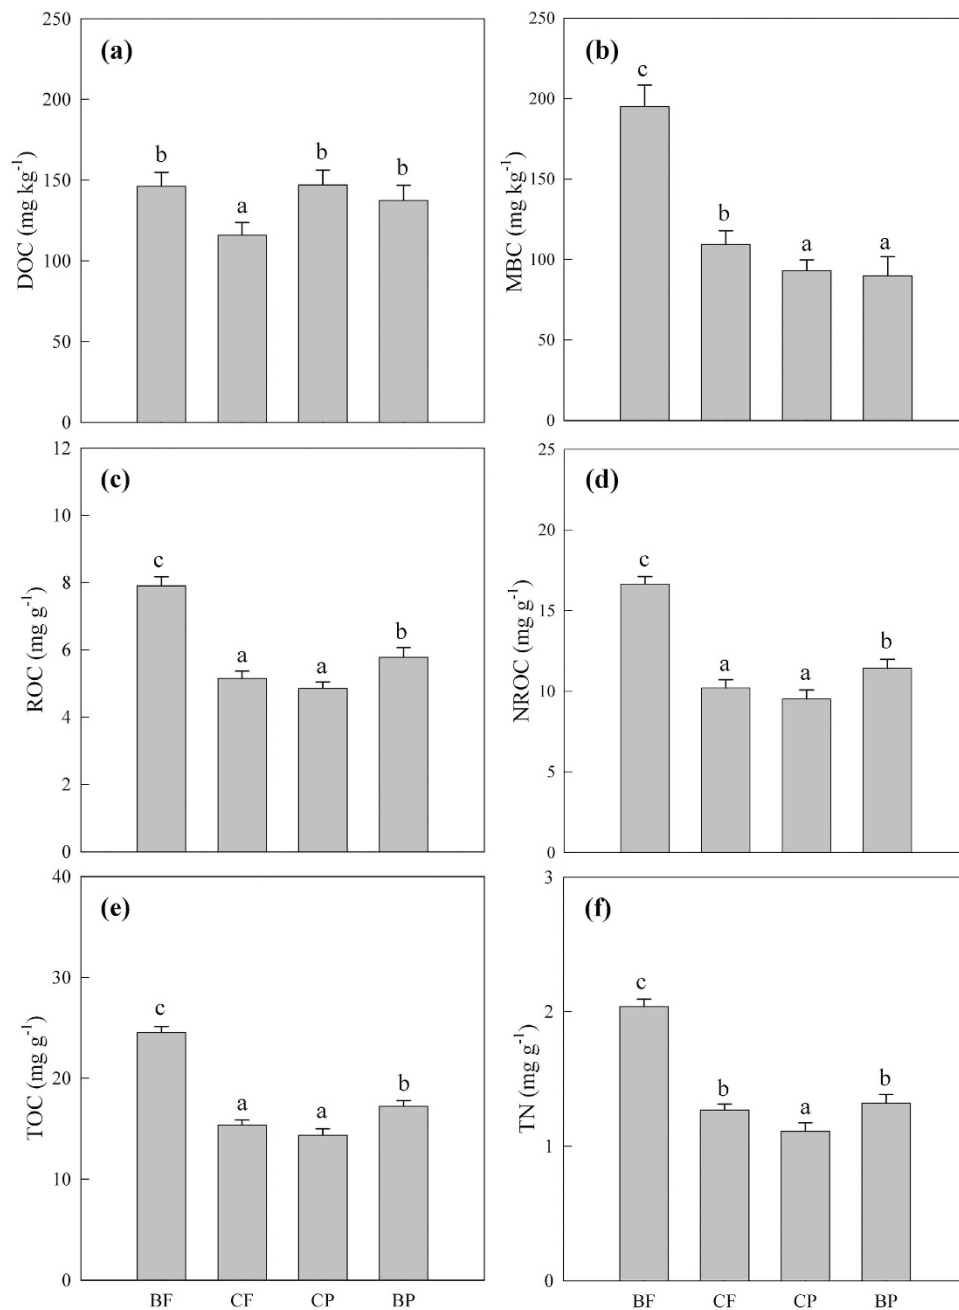 (a)
DOC (mg kg-1)
250
200
150
100
50
0
b
a
b
b
(b)
MBC (mg kg-1)
250
200
150
100
50
0
c
b
a
a
(c)
ROC (mg g-1)
12
10
8
6
4
2
0
c
a
a
b
(d)
NROC (mg g-1)
25
20
15
10
5
0
c
a
a
b
(e)
TOC (mg g-1)
40
30
20
10
0
c
a
a
b
BF CF CP BP
(f)
TN (mg g-1)
3
2
1
0
c
b
a
b
BF CF CP BP